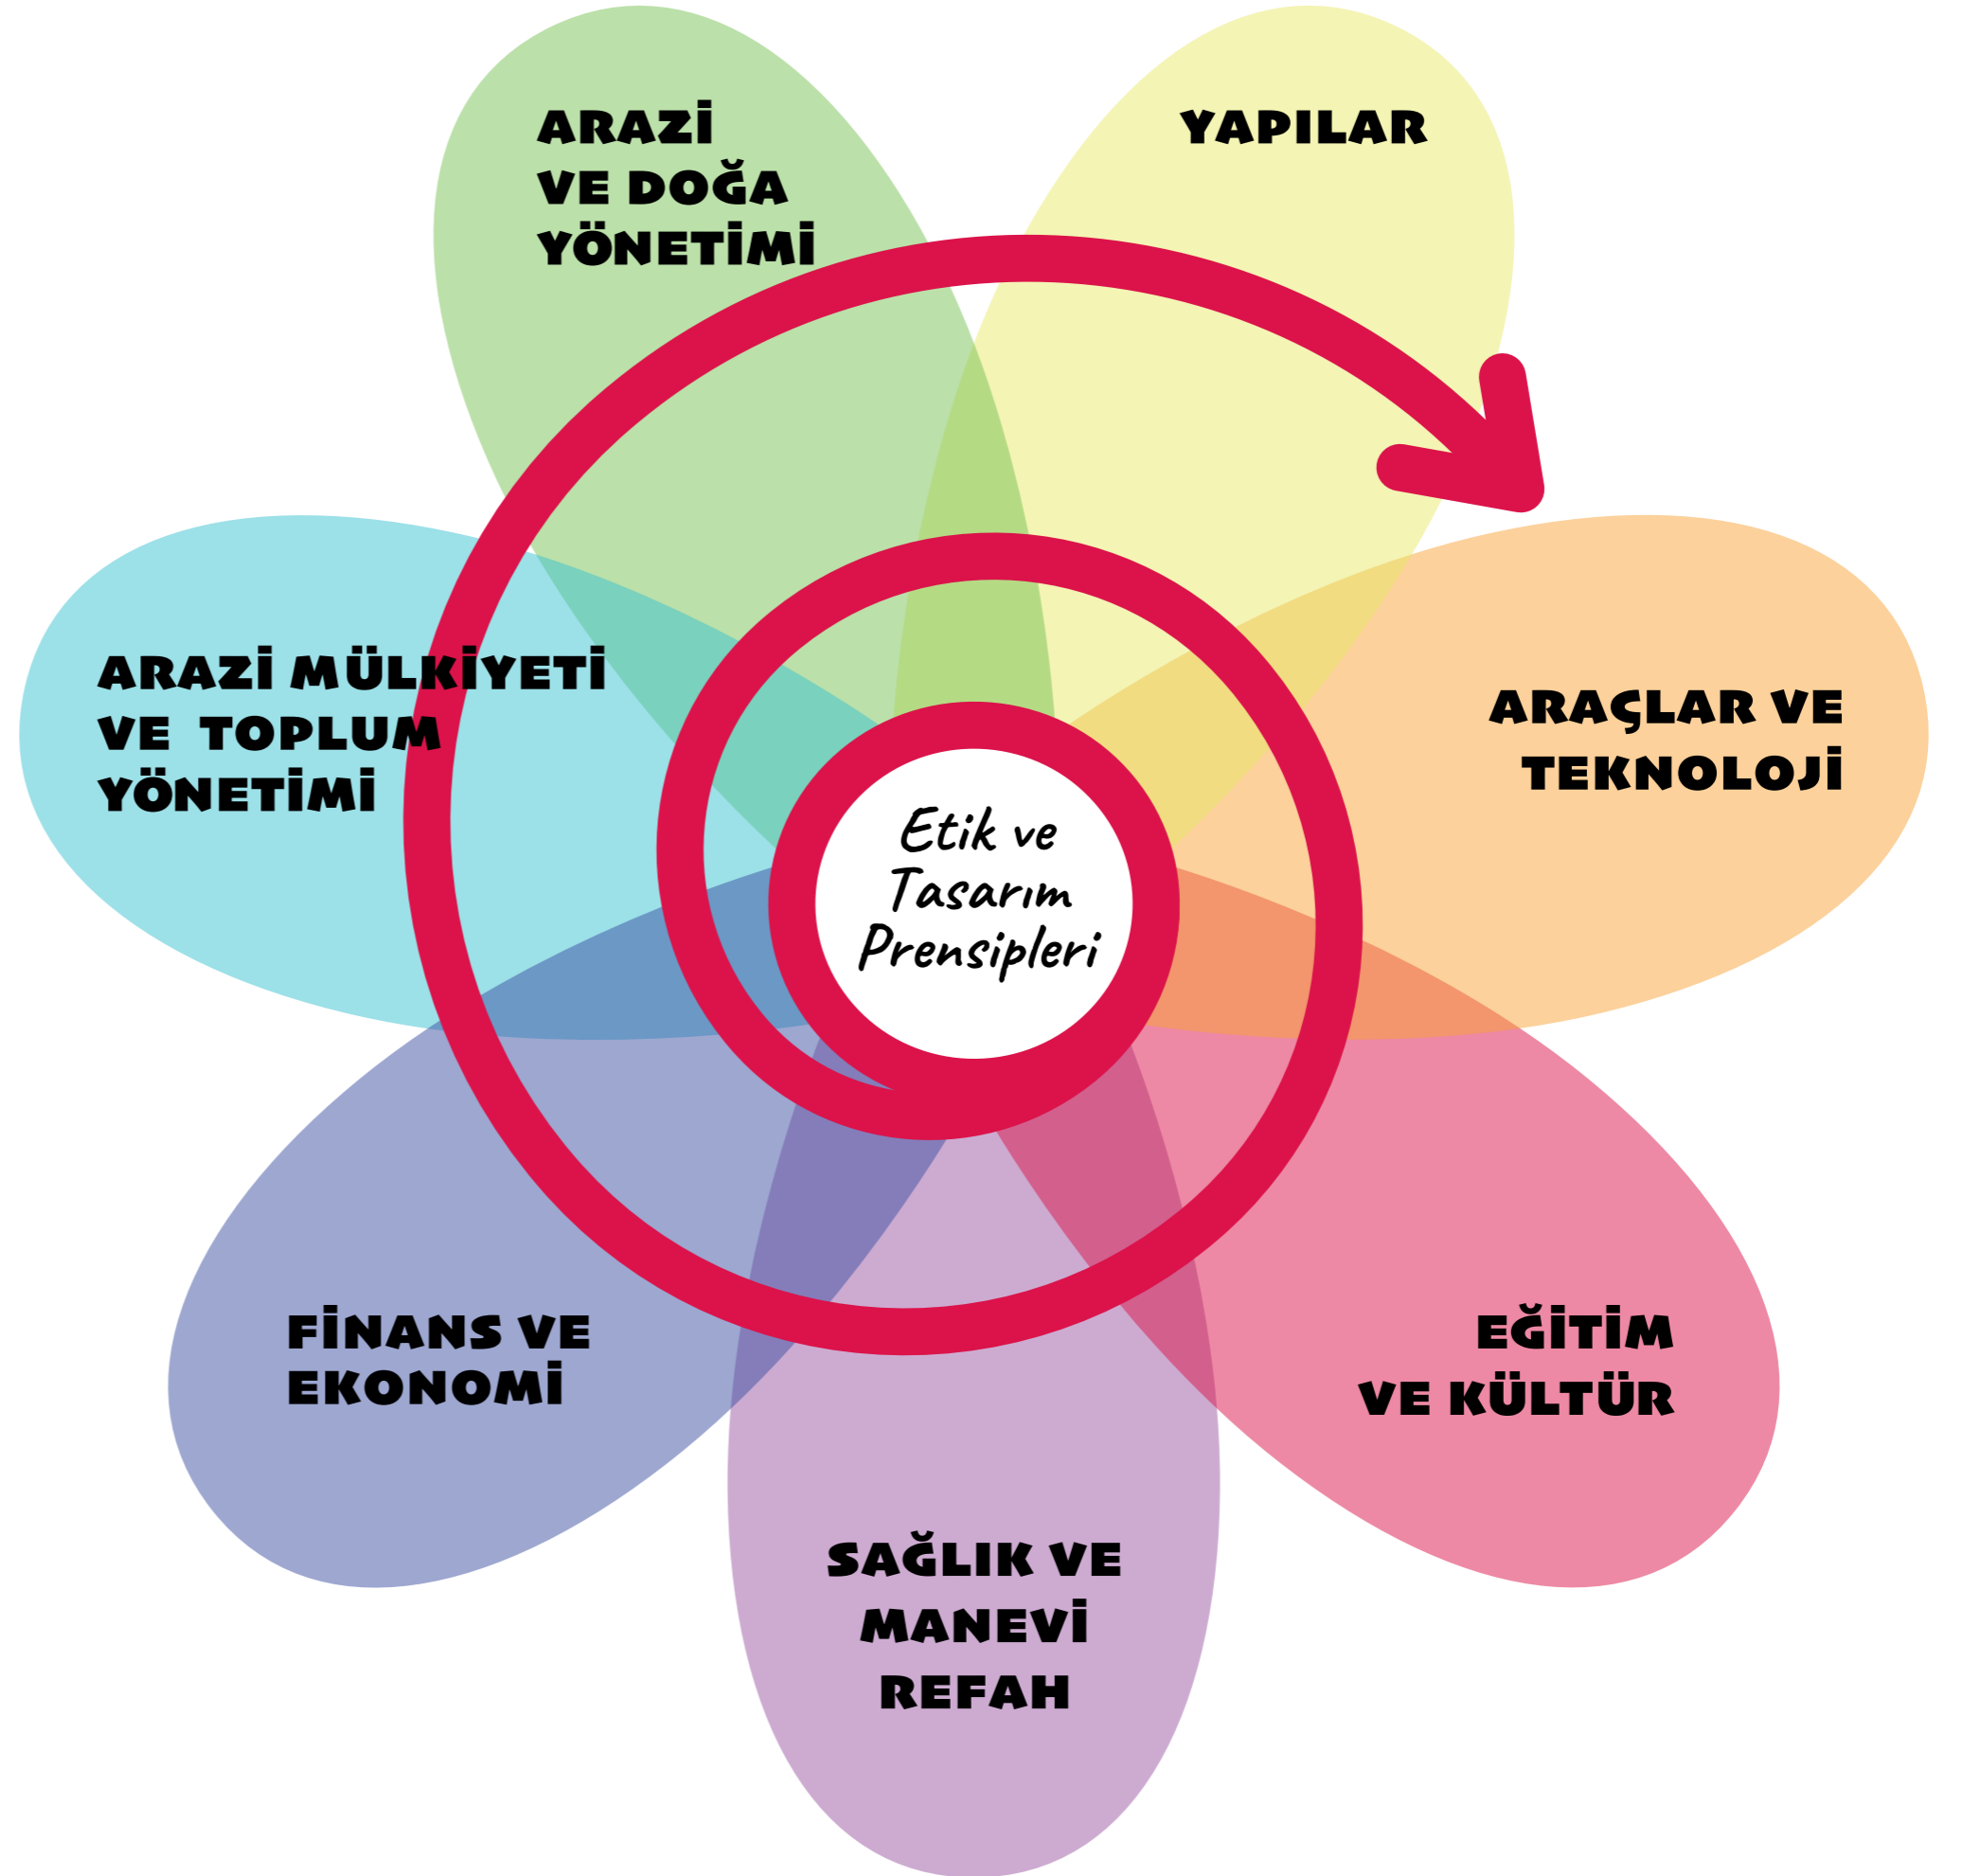 ARAZİ
VE DOĞA
YÖNETİMİ
YAPILAR
ARAZİ MÜLKİYETİ
VE TOPLUM
YÖNETİMİ
ARAÇLAR VE
TEKNOLOJİ
Etik ve
Tasarım
Prensipleri
FİNANS VE
EKONOMİ
EĞİTİM
VE KÜLTÜR
SAĞLIK VE
MANEVİ
REFAH